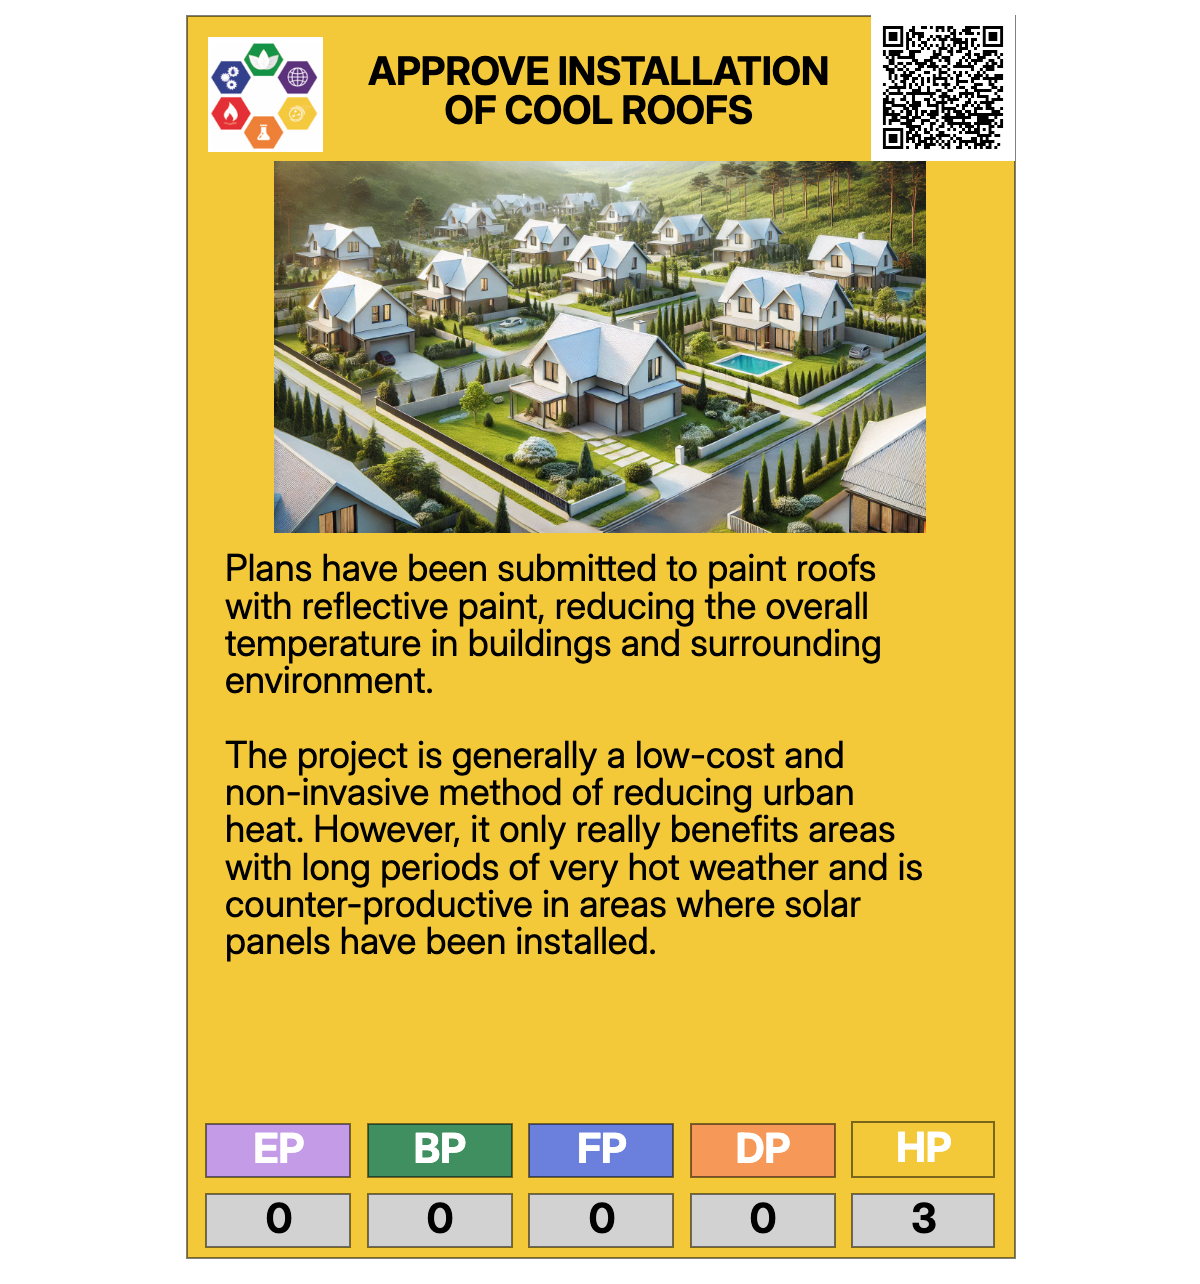 APPROVE INSTALLATION
OF COOL ROOFS
Plans have been submitted to paint roofs
with reflective paint, reducing the overall
temperature in buildings and surrounding
environment.
The project is generally a low-cost and
non-invasive method of reducing urban
heat. However, it only really benefits areas
with long periods of very hot weather and is
counter-productive in areas where solar
panels have been installed.
EP BP FP DP HP
0 0 0 0 3